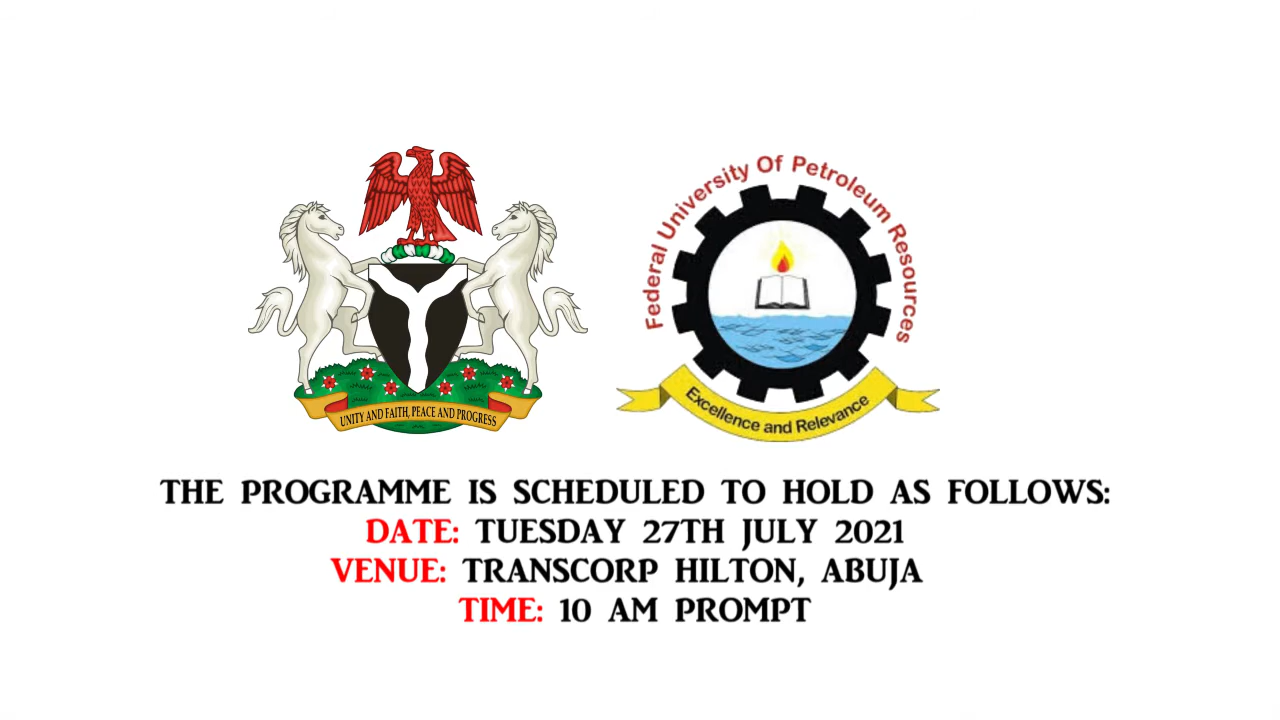 Federal University Of Petroleum Resources
UNITY AND FAITH, PEACE AND PROGRESS
Excellence and Relevance
THE PROGRAMME IS SCHEDULED TO HOLD AS FOLLOWS:
DATE: TUESDAY 27TH JULY 2021
VENUE: TRANSCORP HILTON, ABUJA
TIME: 10 AM PROMPT